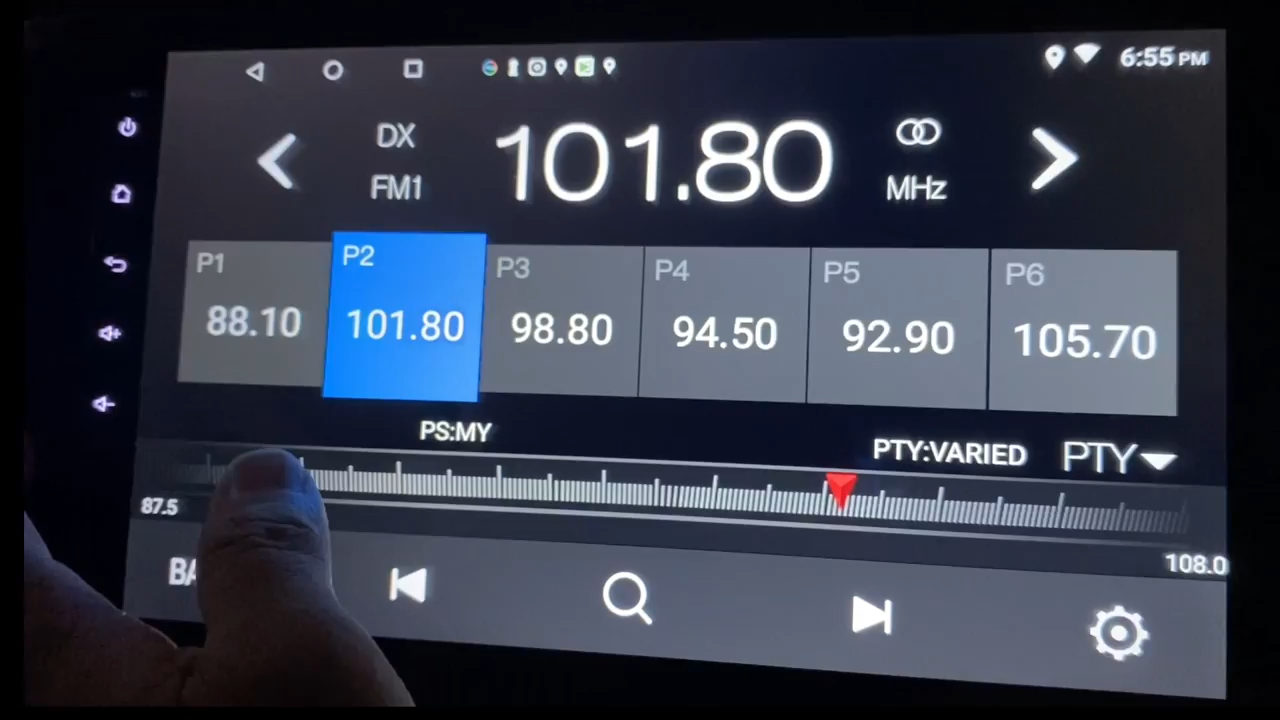 6:55 PM
DX
101.80
FM1
MHz
P1
P2
P3
P4
P5
P6
88.10
101.80
98.80
94.50
92.90
105.70
PS:MY
PTY:VARIED
PTY
87.5
108.0